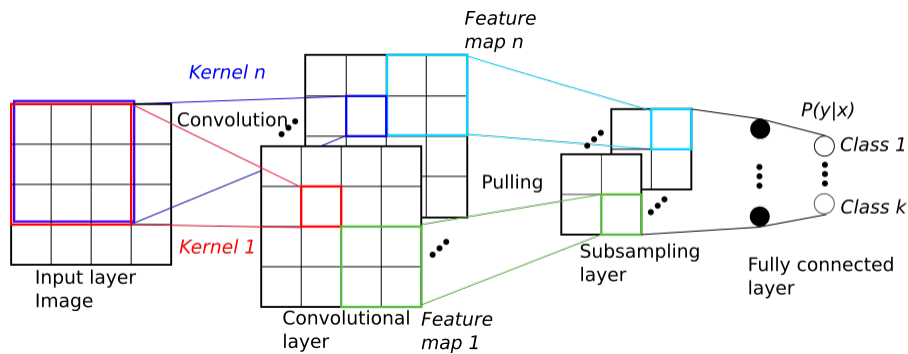 Feature
map n
Kernel n
Convolution
P(y|x)
Class 1
Pulling
Class k
Kernel 1
Input layer
Image
Subsampling
layer
Fully connected
layer
Convolutional
layer
Feature
map 1